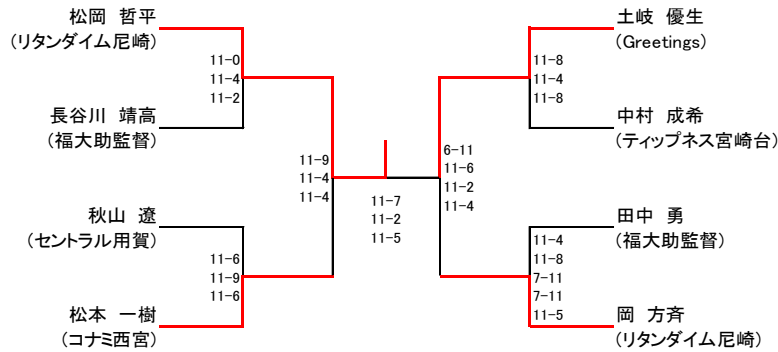 松岡 哲平
(リタンダイム尼崎)
11-0
11-4
11-2
長谷川 靖高
(福大助監督)
11-9
11-4
11-4
秋山 遼
(セントラル用賀)
11-6
11-9
11-6
松本 一樹
(コナミ西宮)
11-7
11-2
11-5
土岐 優生
(Greetings)
11-8
11-4
11-8
中村 成希
(ティップネス宮崎台)
6-11
11-6
11-2
11-4
田中 勇
(福大助監督)
11-4
11-8
7-11
7-11
11-5
岡 方斉
(リタンダイム尼崎)